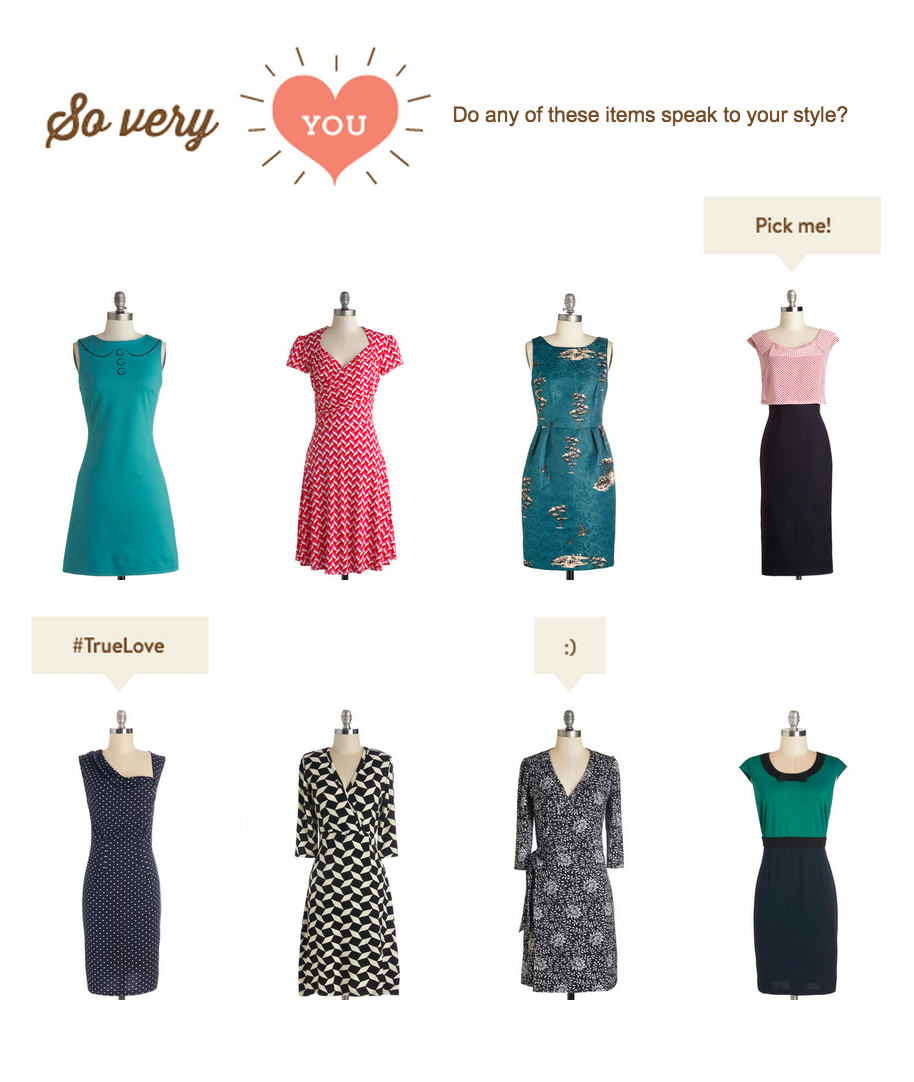 So very
YOU
Do any of these items speak to your style?
Pick me!
#TrueLove
:)